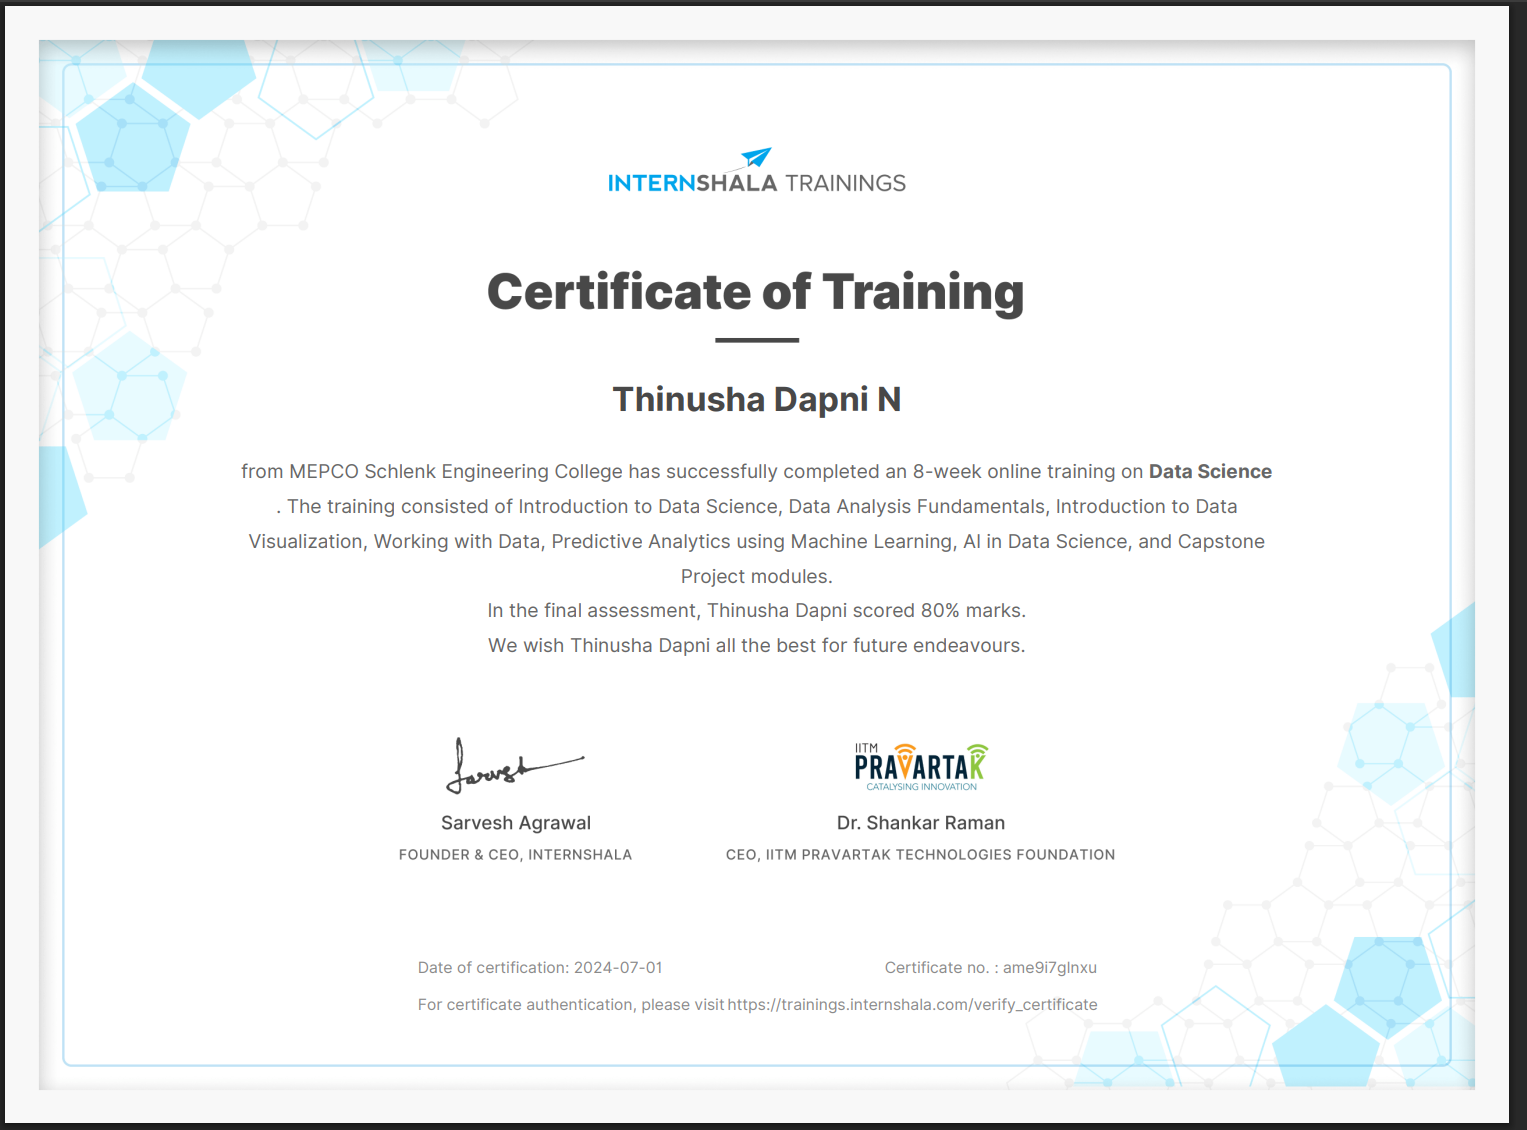 INTERNSHALA TRAININGS
Certificate of Training
Thinusha Dapni N
from MEPCO Schlenk Engineering College has successfully completed an 8-week online training on Data Science
. The training consisted of Introduction to Data Science, Data Analysis Fundamentals, Introduction to Data
Visualization, Working with Data, Predictive Analytics using Machine Learning, AI in Data Science, and Capstone
Project modules.
In the final assessment, Thinusha Dapni scored 80% marks.
We wish Thinusha Dapni all the best for future endeavours.
Sarvesh
IITM
PRAVARTAK
CATALYSING INNOVATION
Sarvesh Agrawal
Dr. Shankar Raman
FOUNDER & CEO, INTERNSHALA
CEO, IITM PRAVARTAK TECHNOLOGIES FOUNDATION
Date of certification: 2024-07-01
Certificate no. : ame9i7glnxu
For certificate authentication, please visit https://trainings.internshala.com/verify_certificate